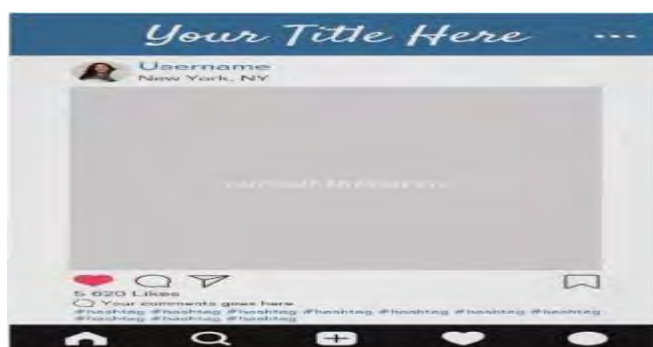 Your Title Here
Username
New York, NY
5 620 Likes
Your comments goes here
#hashtag #hashtag #hashtag #hashtag #hashtag #hashtag #hashtag
#hashtag #hashtag #hashtag